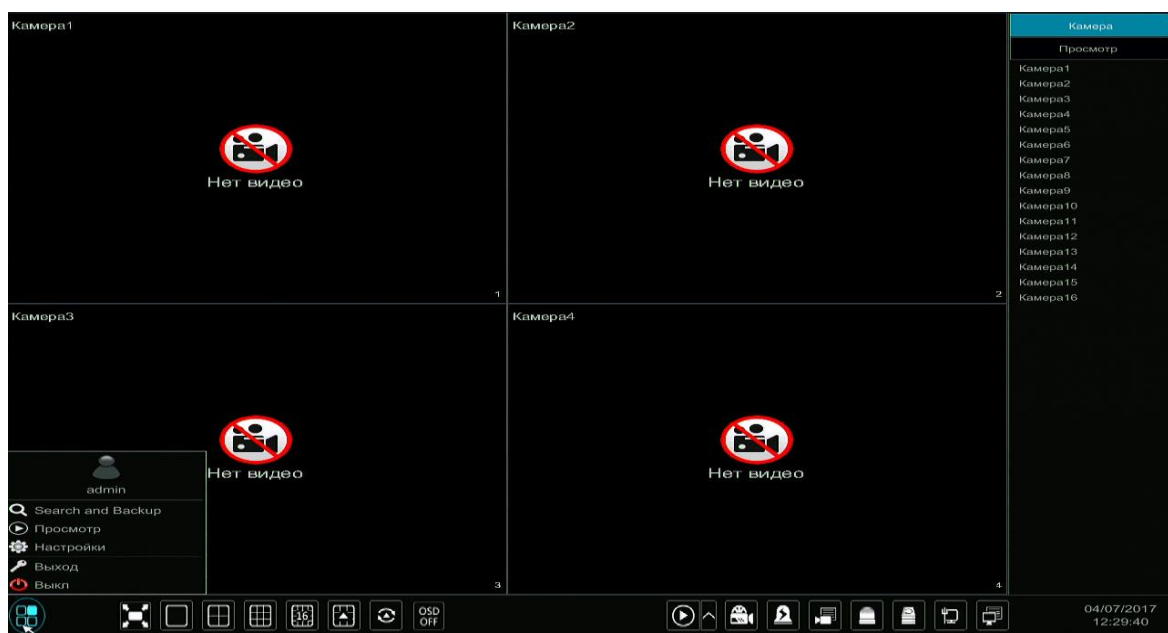 Камера1
Камера2
Нет видео
Нет видео
1
2
Камера3
Камера4
Нет видео
Нет видео
3
4
admin
Search and Backup
Просмотр
Настройки
Выход
Выкл
16
OSD
OFF
04/07/2017
12:29:40
Камера
Просмотр
Камера1
Камера2
Камера3
Камера4
Камера5
Камера6
Камера7
Камера8
Камера9
Камера10
Камера11
Камера12
Камера13
Камера14
Камера15
Камера16